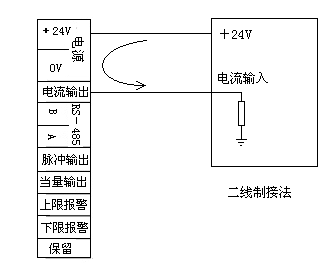 +24V
电源
0V
电流输出
RS-485
B
A
脉冲输出
当量输出
上限报警
下限报警
保留
+24V
电流输入
二线制接法